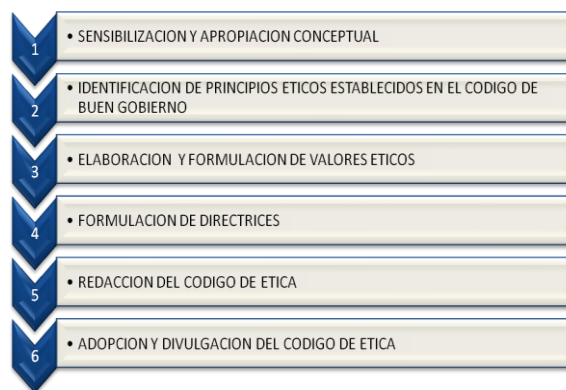 1
• SENSIBILIZACION Y APROPIACION CONCEPTUAL
2
• IDENTIFICACION DE PRINCIPIOS ETICOS ESTABLECIDOS EN EL CODIGO DE
BUEN GOBIERNO
3
• ELABORACION Y FORMULACION DE VALORES ETICOS
4
• FORMULACION DE DIRECTRICES
5
• REDACCION DEL CODIGO DE ETICA
6
• ADOPCION Y DIVULGACION DEL CODIGO DE ETICA